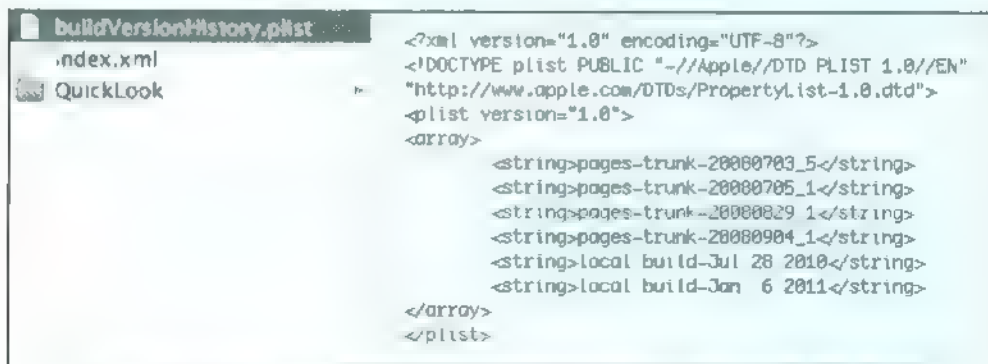 buildVersionHistory.plist
index.xml
QuickLook
<?xml version="1.0" encoding="UTF-8"?>
<!DOCTYPE plist PUBLIC "-//Apple//DTD PLIST 1.0//EN"
"http://www.apple.com/DTDs/PropertyList-1.0.dtd">
<plist version="1.0">
<array>
<string>pages-trunk-20080703_5</string>
<string>pages-trunk-20080705_1</string>
<string>pages-trunk-20080829_1</string>
<string>pages-trunk-20080904_1</string>
<string>local build-Jul 28 2010</string>
<string>local build-Jan  6 2011</string>
</array>
</plist>